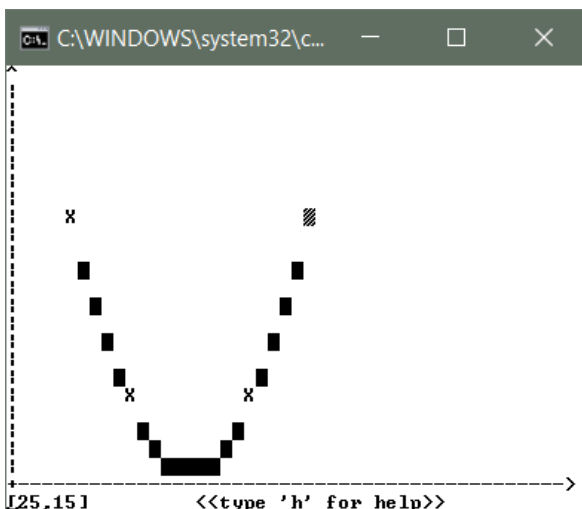 C:\WINDOWS\system32\c...
X
X X
[25,15] <<type 'h' for help>>